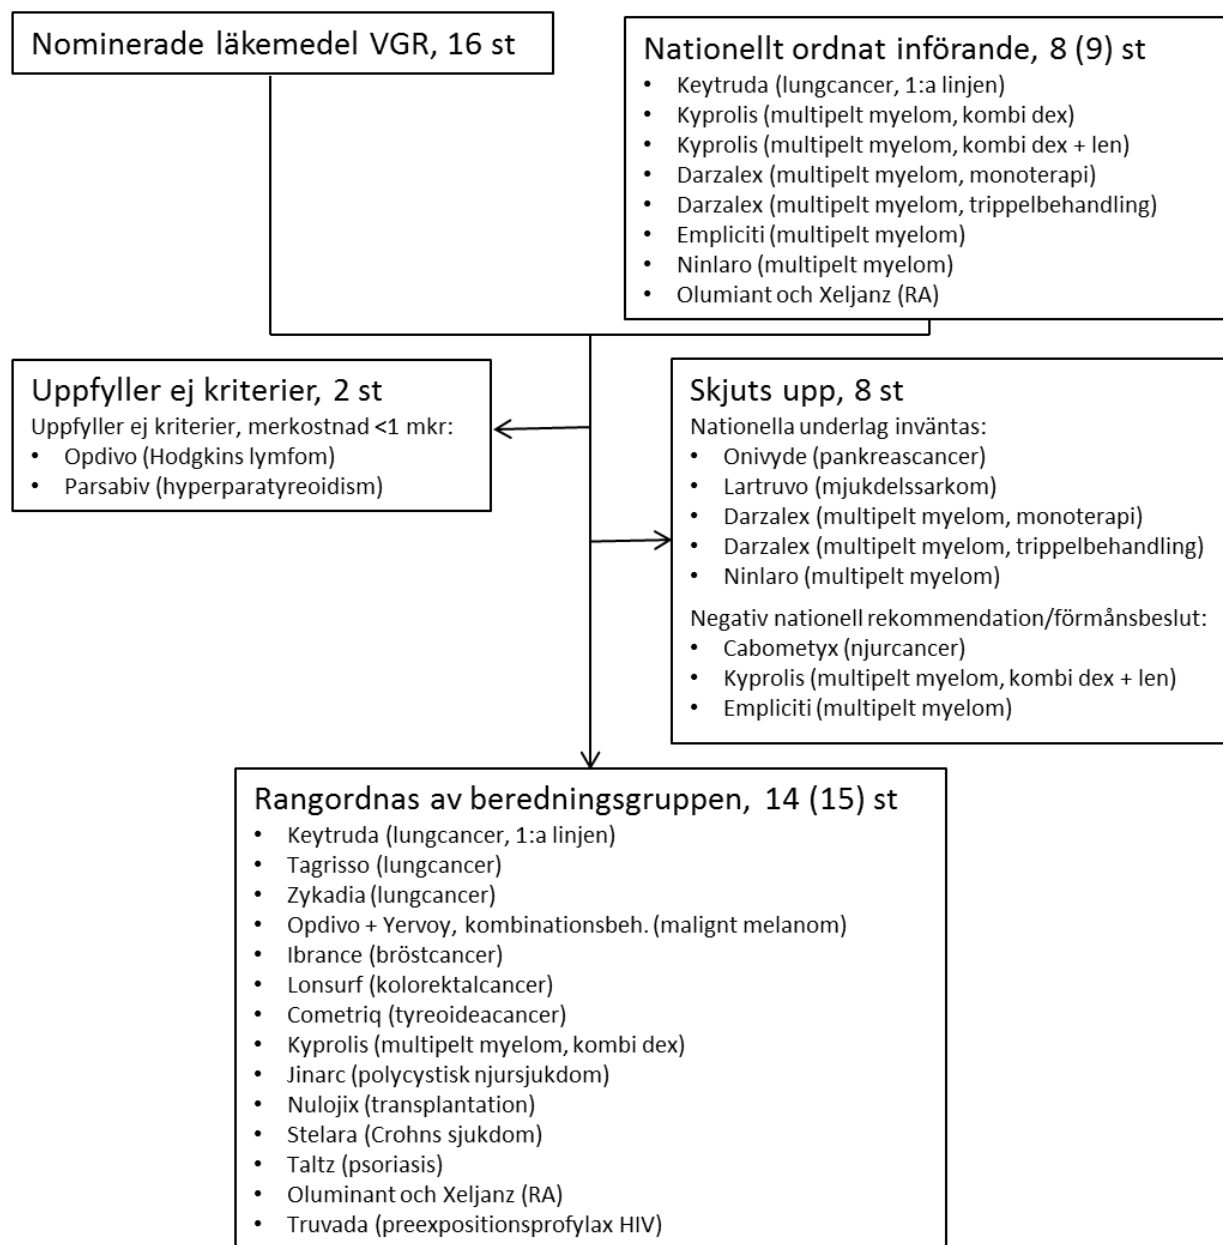 Nominerade läkemedel VGR, 16 st
Nationellt ordnat införande, 8 (9) st
• Keytruda (lungcancer, 1:a linjen)
• Kyprolis (multipelt myelom, kombi dex)
• Kyprolis (multipelt myelom, kombi dex + len)
• Darzalex (multipelt myelom, monoterapi)
• Darzalex (multipelt myelom, trippelbehandling)
• Empliciti (multipelt myelom)
• Ninlaro (multipelt myelom)
• Olumiant och Xeljanz (RA)
Uppfyller ej kriterier, 2 st
Uppfyller ej kriterier, merkostnad <1 mkr:
• Opdivo (Hodgkins lymfom)
• Parsabiv (hyperparatyreoidism)
Skjuts upp, 8 st
Nationella underlag inväntas:
• Onivyde (pankreascancer)
• Lartruvo (mjukdelssarkom)
• Darzalex (multipelt myelom, monoterapi)
• Darzalex (multipelt myelom, trippelbehandling)
• Ninlaro (multipelt myelom)
Negativ nationell rekommendation/förmånsbeslut:
• Cabometyx (njurcancer)
• Kyprolis (multipelt myelom, kombi dex + len)
• Empliciti (multipelt myelom)
Rangordnas av beredningsgruppen, 14 (15) st
• Keytruda (lungcancer, 1:a linjen)
• Tagrisso (lungcancer)
• Zykadia (lungcancer)
• Opdivo + Yervoy, kombinationsbeh. (malignt melanom)
• Ibrance (bröstcancer)
• Lonsurf (kolorektalcancer)
• Cometriq (tyreoideacancer)
• Kyprolis (multipelt myelom, kombi dex)
• Jinarc (polycystisk njursjukdom)
• Nulojix (transplantation)
• Stelara (Crohns sjukdom)
• Taltz (psoriasis)
• Oluminant och Xeljanz (RA)
• Truvada (preexpositionsprofylax HIV)